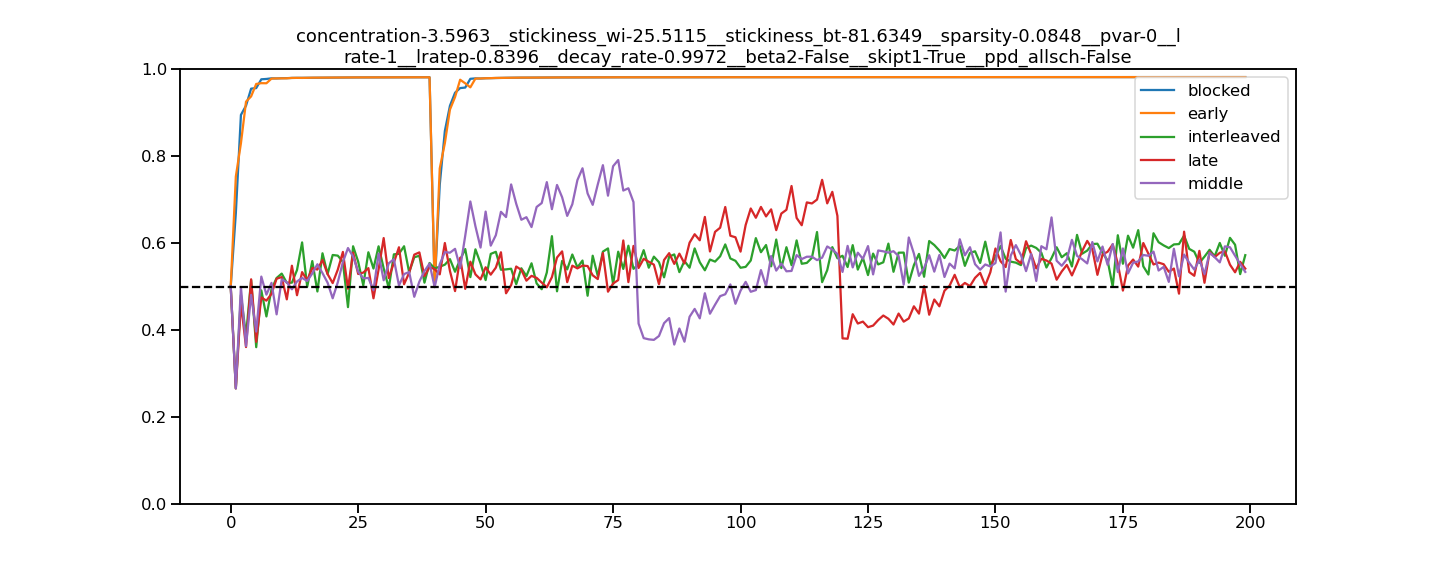 concentration-3.5963__stickiness_wi-25.5115__stickiness_bt-81.6349__sparsity-0.0848__pvar-0__l
rate-1__lratep-0.8396__decay_rate-0.9972__beta2-False__skipt1-True__ppd_allsch-False
1.0
0.8
0.6
0.4
0.2
0.0
blocked
early
interleaved
late
middle
0 25 50 75 100 125 150 175 200